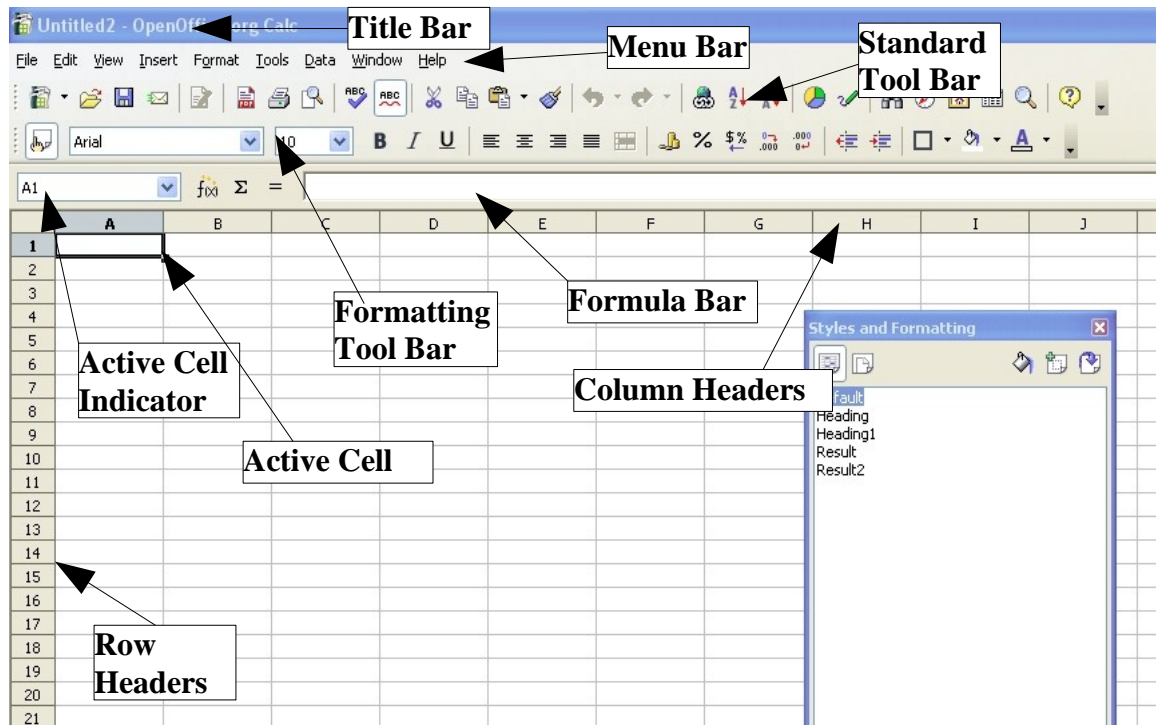 Untitled2 - OpenOffice.org Calc
Title Bar
Menu Bar
Standard
Tool Bar
File Edit View Insert Format Tools Data Window Help
ABC ABC
Arial 10 B I U % $%
A1 f(x) Σ =
A B C D E F G H I J
1
2
3
4
5
6
7
8
9
10
11
12
13
14
15
16
17
18
19
20
21
Formatting
Tool Bar
Formula Bar
Active Cell
Indicator
Column Headers
Active Cell
Row
Headers
Styles and Formatting
Default
Heading
Heading1
Result
Result2